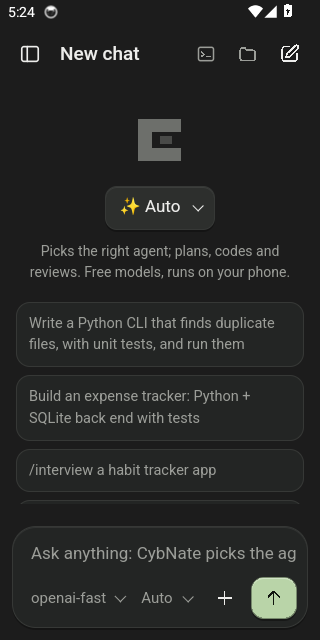 5:24
New chat
✨ Auto
Picks the right agent; plans, codes and
reviews. Free models, runs on your phone.
Write a Python CLI that finds duplicate
files, with unit tests, and run them
Build an expense tracker: Python +
SQLite back end with tests
/interview a habit tracker app
Ask anything: CybNate picks the ag
openai-fast Auto